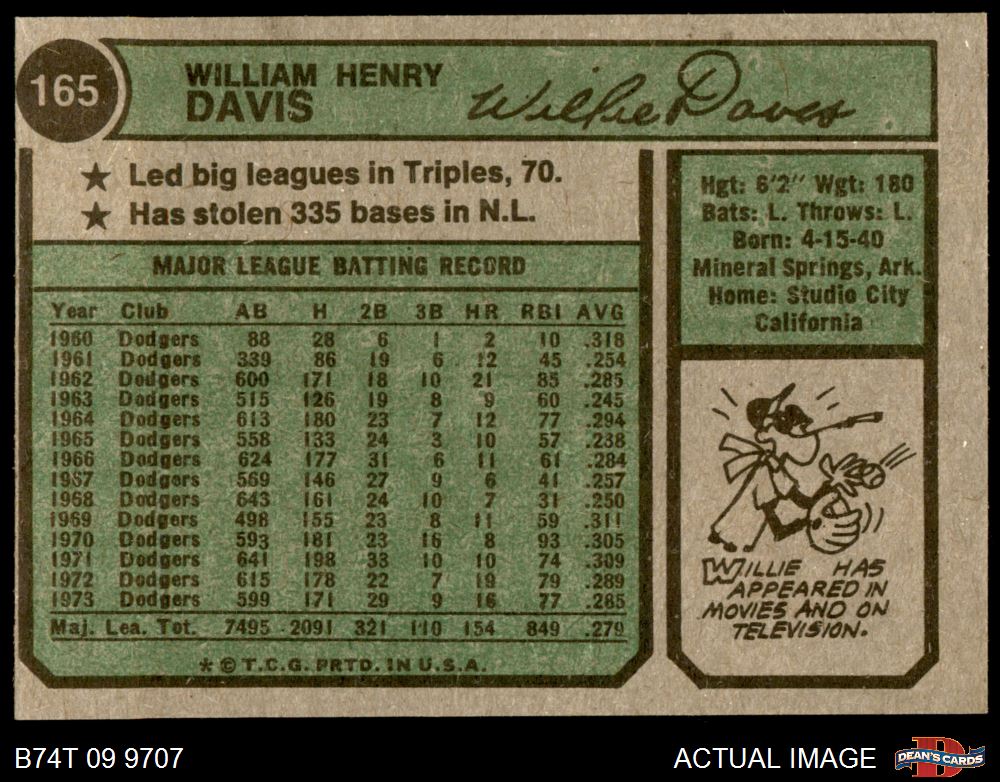 165
WILLIAM HENRY
DAVIS
Willie Davis
★ Led big leagues in Triples, 70.
★ Has stolen 335 bases in N.L.
MAJOR LEAGUE BATTING RECORD
Year Club AB H 2B 3B HR RBI AVG
1960 Dodgers 88 28 6 1 2 10 .318
1961 Dodgers 339 86 19 6 12 45 .254
1962 Dodgers 600 171 18 10 21 85 .285
1963 Dodgers 515 126 19 8 9 60 .245
1964 Dodgers 613 180 23 7 12 77 .294
1965 Dodgers 558 133 24 3 10 57 .238
1966 Dodgers 624 177 31 6 11 61 .284
1967 Dodgers 569 146 27 9 6 41 .257
1968 Dodgers 643 161 24 10 7 31 .250
1969 Dodgers 498 155 23 8 11 59 .311
1970 Dodgers 593 181 23 16 8 93 .305
1971 Dodgers 641 198 33 10 10 74 .309
1972 Dodgers 615 178 22 7 19 79 .289
1973 Dodgers 599 171 29 9 16 77 .285
Maj. Lea. Tot. 7495 2091 321 110 154 849 .279
* © T.C.G. PRTD. IN U.S.A.
Hgt: 6'2" Wgt: 180
Bats: L. Throws: L.
Born: 4-15-40
Mineral Springs, Ark.
Home: Studio City
California
WILLIE HAS
APPEARED IN
MOVIES AND ON
TELEVISION.
B74T 09 9707
ACTUAL IMAGE
DEAN'S CARDS